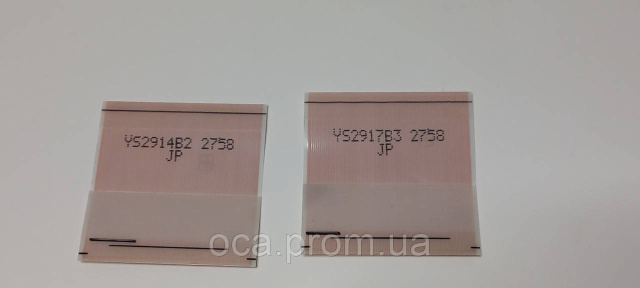 YS2914B2 2758
JP
YS2917B3 2758
JP
oca.prom.ua